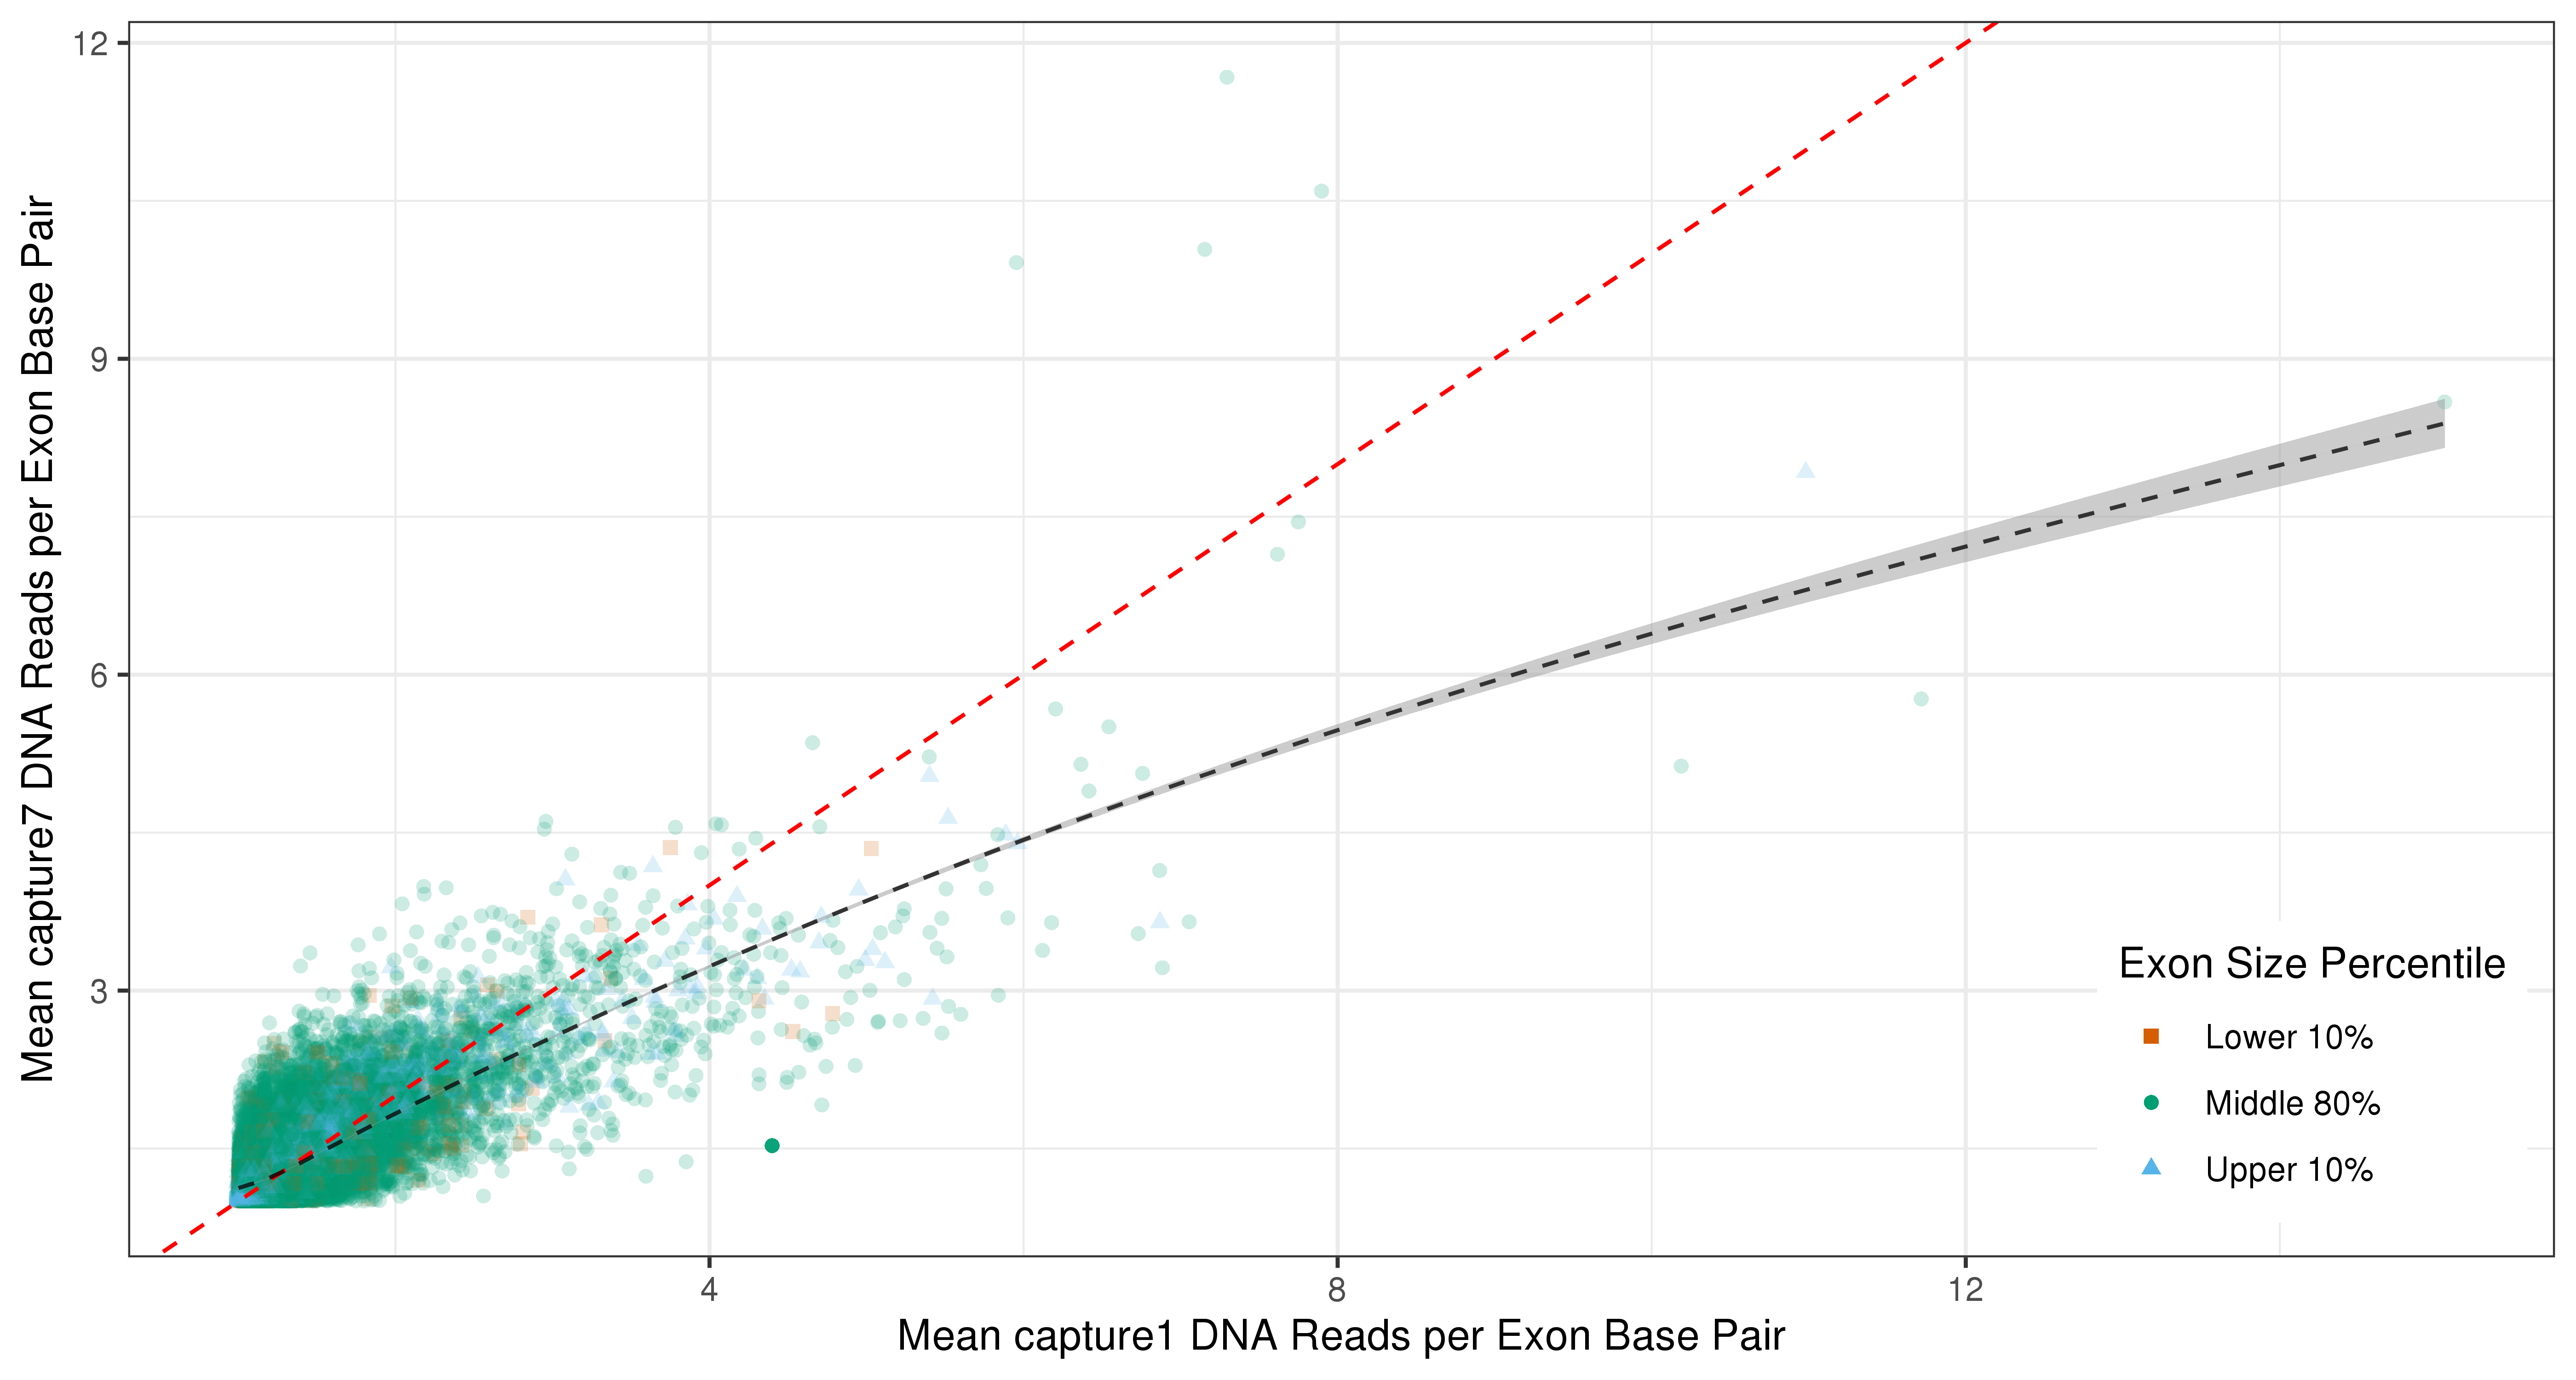 12
9
6
3
Mean capture7 DNA Reads per Exon Base Pair
Exon Size Percentile
Lower 10%
Middle 80%
Upper 10%
4 8 12
Mean capture1 DNA Reads per Exon Base Pair